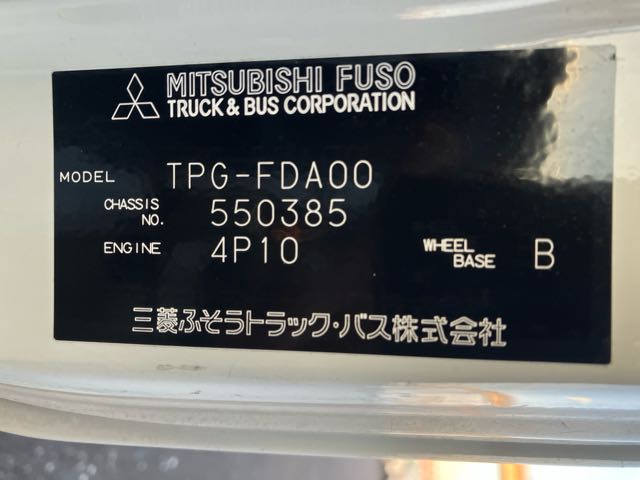 MITSUBISHI FUSO
TRUCK & BUS CORPORATION
MODEL TPG-FDA00
CHASSIS NO. 550385
ENGINE 4P10 WHEEL BASE B
三菱ふそうトラック・バス株式会社